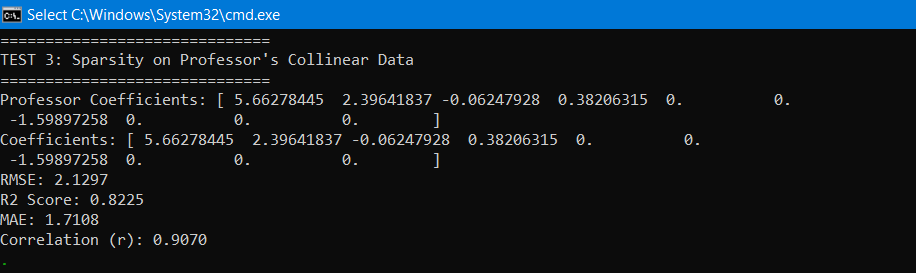 Select C:\Windows\System32\cmd.exe
==============================
TEST 3: Sparsity on Professor's Collinear Data
==============================
Professor Coefficients: [ 5.66278445  2.39641837 -0.06247928  0.38206315  0.          0.
 -1.59897258  0.          0.          0.        ]
Coefficients: [ 5.66278445  2.39641837 -0.06247928  0.38206315  0.          0.
 -1.59897258  0.          0.          0.        ]
RMSE: 2.1297
R2 Score: 0.8225
MAE: 1.7108
Correlation (r): 0.9070
.